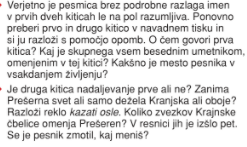 • Verjetno je pesmica brez podrobne razlaga imen
v prvih dveh kiticah le na pol razumljiva. Ponovno
preberi prvo in drugo kitico v navadnem tisku in
si ju razloži s pomočjo opomb. O čem govori prva
kitica? Kaj je skupnega vsem besednim umetnikom,
omenjenim v tej kitici? Kakšno je mesto pesnika v
vsakdanjem življenju?
• Je druga kitica nadaljevanje prve ali ne? Zanima
Prešerna svet ali samo dežela Kranjska ali oboje?
Razloži reklo kazati osle. Koliko zvezkov Krajnske
čbelice omenja Prešeren? V resnici jih je izšlo pet.
Se je pesnik zmotil, kaj meniš?